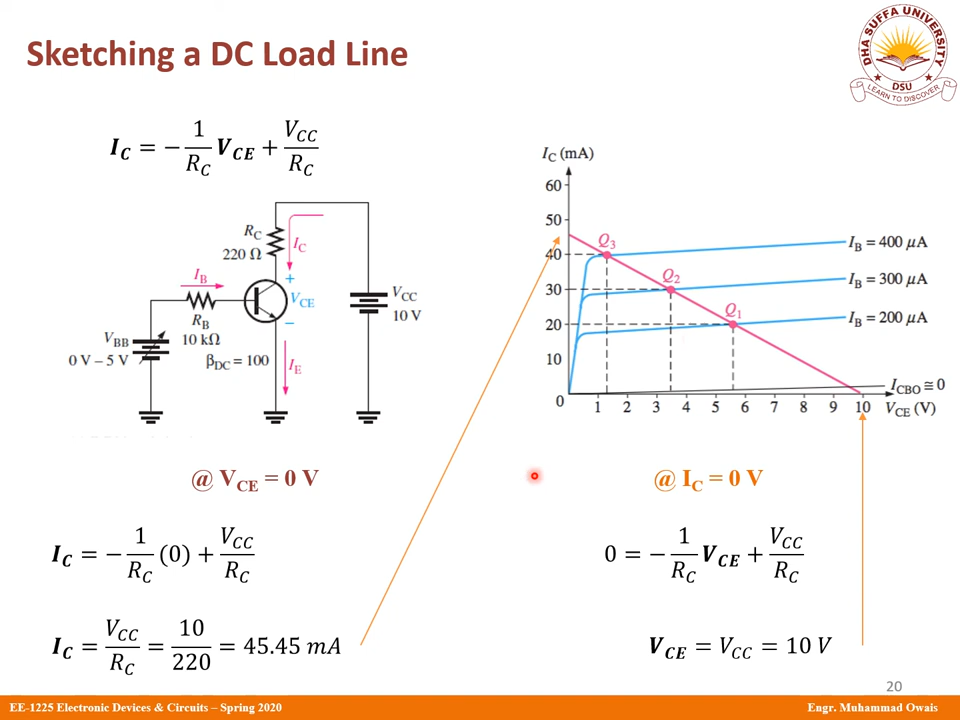 Sketching a DC Load Line
DHA SUFFA UNIVERSITY
DSU
LEARN TO DISCOVER
I_C = −1/R_C V_CE + V_CC/R_C
R_C
220 Ω
I_C
I_B
+
V_CE
−
R_B
10 kΩ
V_BB
0 V – 5 V
β_DC = 100
I_E
V_CC
10 V
I_C (mA)
60
50
40
30
20
10
0
Q_3
Q_2
Q_1
I_B = 400 µA
I_B = 300 µA
I_B = 200 µA
I_CBO ≅ 0
1 2 3 4 5 6 7 8 9 10 V_CE (V)
@ V_CE = 0 V
I_C = −1/R_C (0) + V_CC/R_C
I_C = V_CC/R_C = 10/220 = 45.45 mA
@ I_C = 0 V
0 = −1/R_C V_CE + V_CC/R_C
V_CE = V_CC = 10 V
20
EE-1225 Electronic Devices & Circuits – Spring 2020
Engr. Muhammad Owais